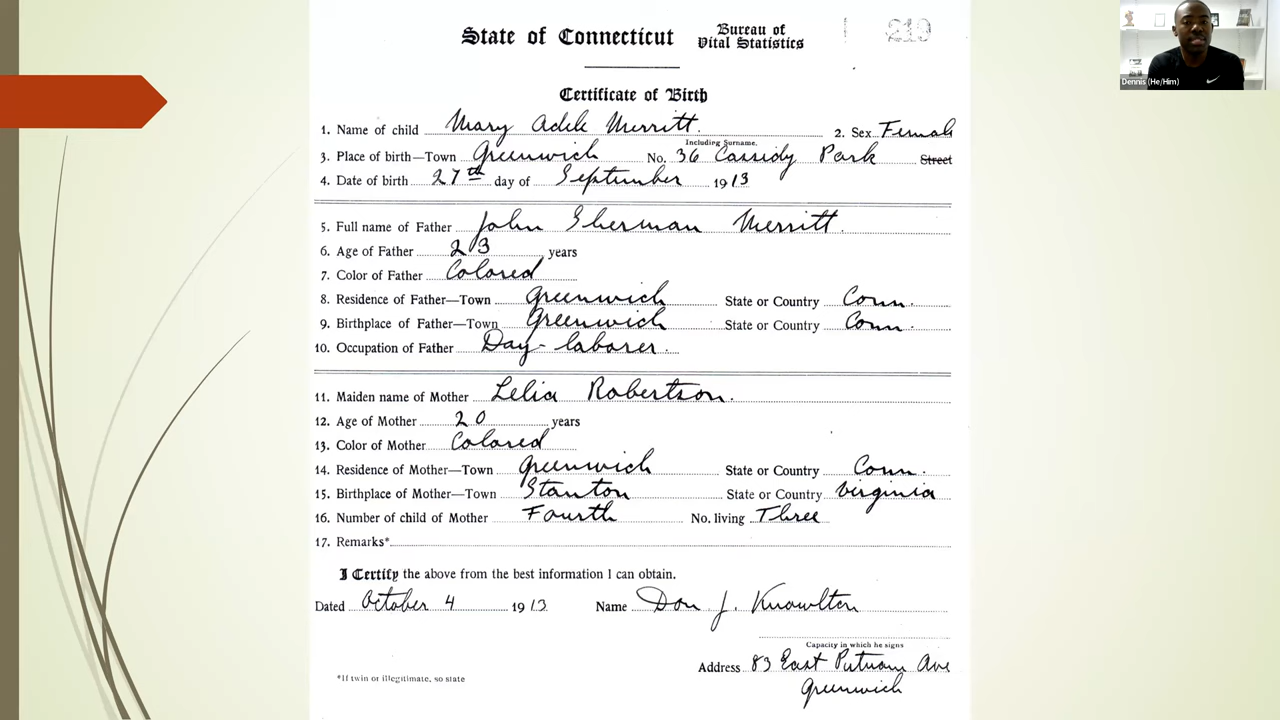 State of Connecticut Bureau of Vital Statistics 219
Certificate of Birth
1. Name of child Mary Adele Merritt. 2. Sex Female
Including Surname.
3. Place of birth—Town Greenwich No. 36 Cassidy Park Street
4. Date of birth 27th day of September 1913
5. Full name of Father John Sherman Merritt.
6. Age of Father 23 years
7. Color of Father Colored
8. Residence of Father—Town Greenwich State or Country Conn.
9. Birthplace of Father—Town Greenwich State or Country Conn.
10. Occupation of Father Day-laborer.
11. Maiden name of Mother Lelia Robertson.
12. Age of Mother 20 years
13. Color of Mother Colored
14. Residence of Mother—Town Greenwich State or Country Conn.
15. Birthplace of Mother—Town Stanton State or Country Virginia
16. Number of child of Mother Fourth No. living Three
17. Remarks*
I Certify the above from the best information I can obtain.
Dated October 4 1913 Name Don J. Knowlton
Capacity in which he signs
Address 83 East Putnam Ave
Greenwich
*If twin or illegitimate, so state
Dennis (He/Him)